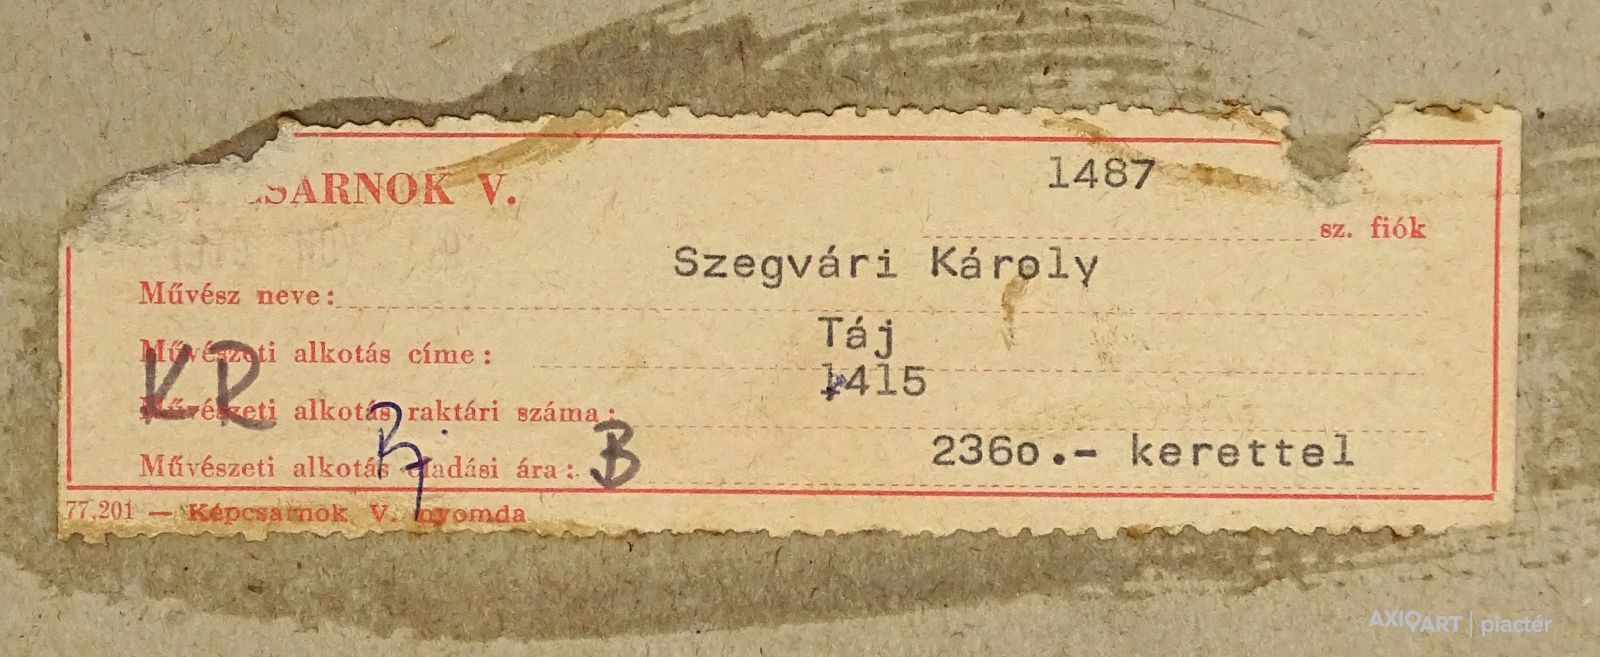 SARNOK V.
1487
sz. fiók
Művész neve: Szegvári Károly
Művészeti alkotás címe: Táj
Művészeti alkotás raktári száma: 1415
Művészeti alkotás eladási ára: 2360.- kerettel
KR
B
77,201 — Képcsarnok V. nyomda
AXIOART | piactér